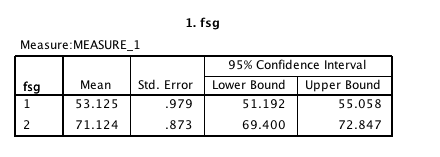 1. fsg
Measure:MEASURE_1
95% Confidence Interval
fsg Mean Std. Error Lower Bound Upper Bound
1 53.125 .979 51.192 55.058
2 71.124 .873 69.400 72.847